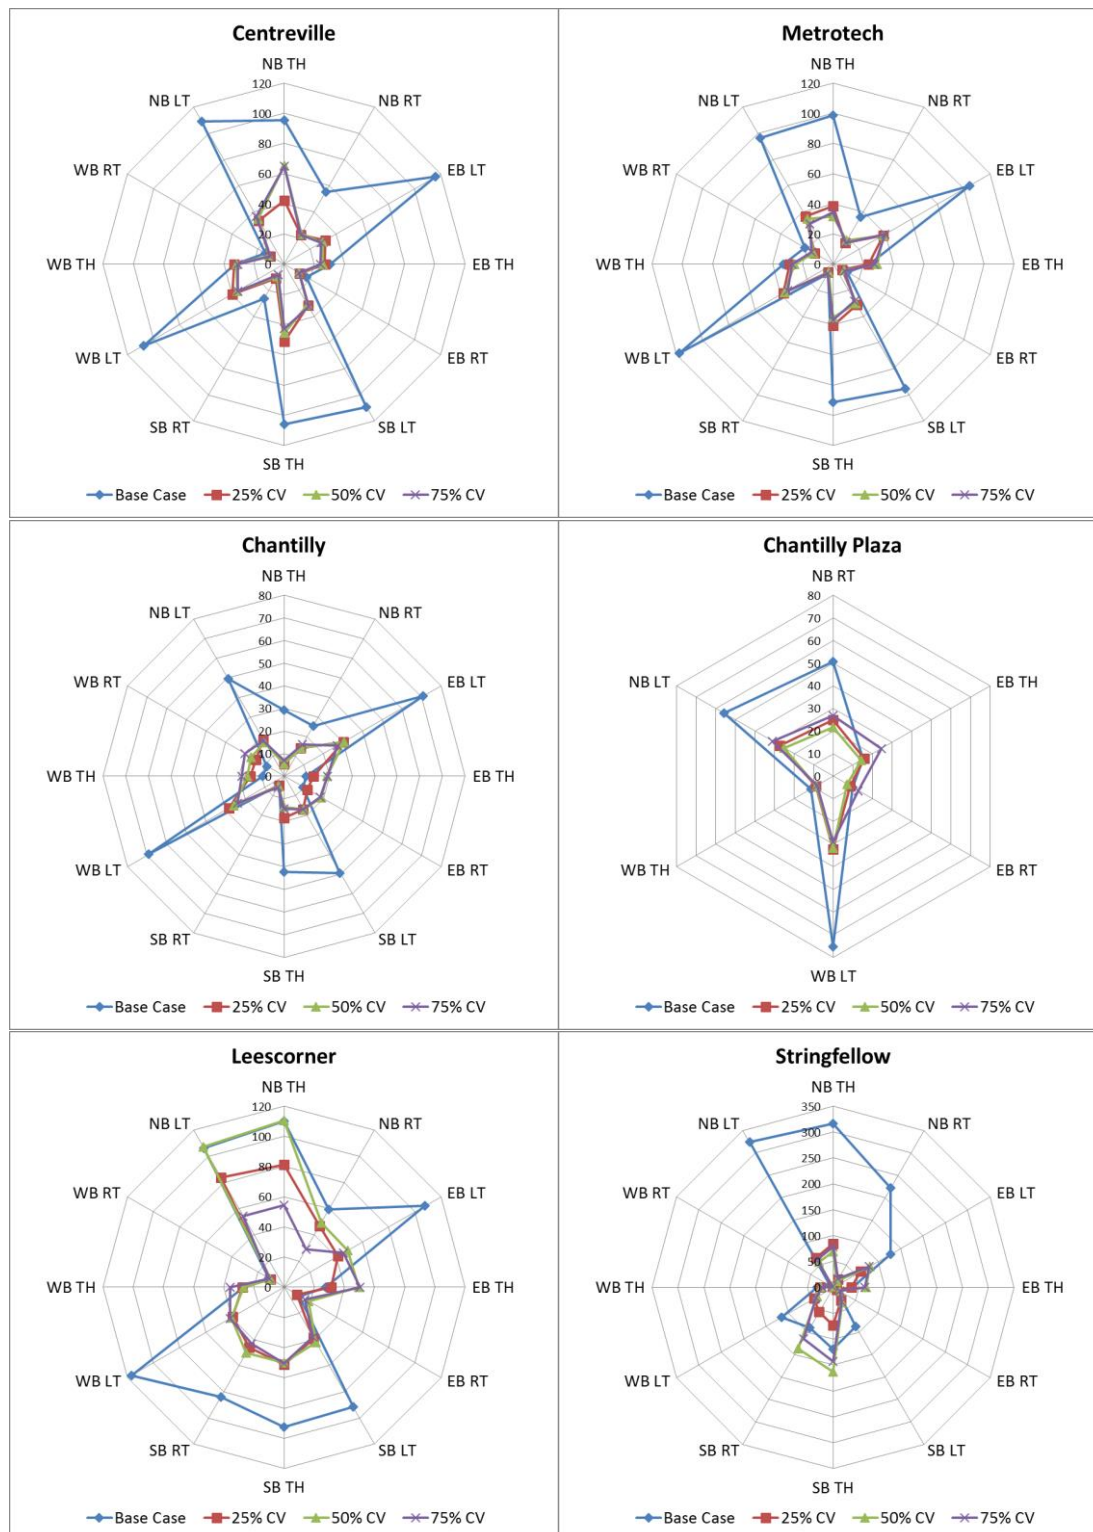 Centreville
NB TH
NB LT
120
NB RT
100
80
WB RT
60
EB LT
40
20
WB TH
0
EB TH
WB LT
EB RT
SB RT
SB LT
SB TH
Base Case 25% CV 50% CV 75% CV
Metrotech
NB TH
NB LT
120
NB RT
100
80
WB RT
60
EB LT
40
20
WB TH
0
EB TH
WB LT
EB RT
SB RT
SB LT
SB TH
Base Case 25% CV 50% CV 75% CV
Chantilly
NB TH
80
NB LT
70
NB RT
60
50
WB RT
40
EB LT
30
20
10
WB TH
0
EB TH
WB LT
EB RT
SB RT
SB LT
SB TH
Base Case 25% CV 50% CV 75% CV
Chantilly Plaza
NB RT
80
70
60
50
NB LT
40
EB TH
30
20
10
0
WB TH
EB RT
WB LT
Base Case 25% CV 50% CV 75% CV
Leescorner
NB TH
NB LT
120
NB RT
100
80
WB RT
60
EB LT
40
20
WB TH
0
EB TH
WB LT
EB RT
SB RT
SB LT
SB TH
Base Case 25% CV 50% CV 75% CV
Stringfellow
NB TH
350
NB LT
300
NB RT
250
200
WB RT
150
EB LT
100
50
WB TH
0
EB TH
WB LT
EB RT
SB RT
SB LT
SB TH
Base Case 25% CV 50% CV 75% CV